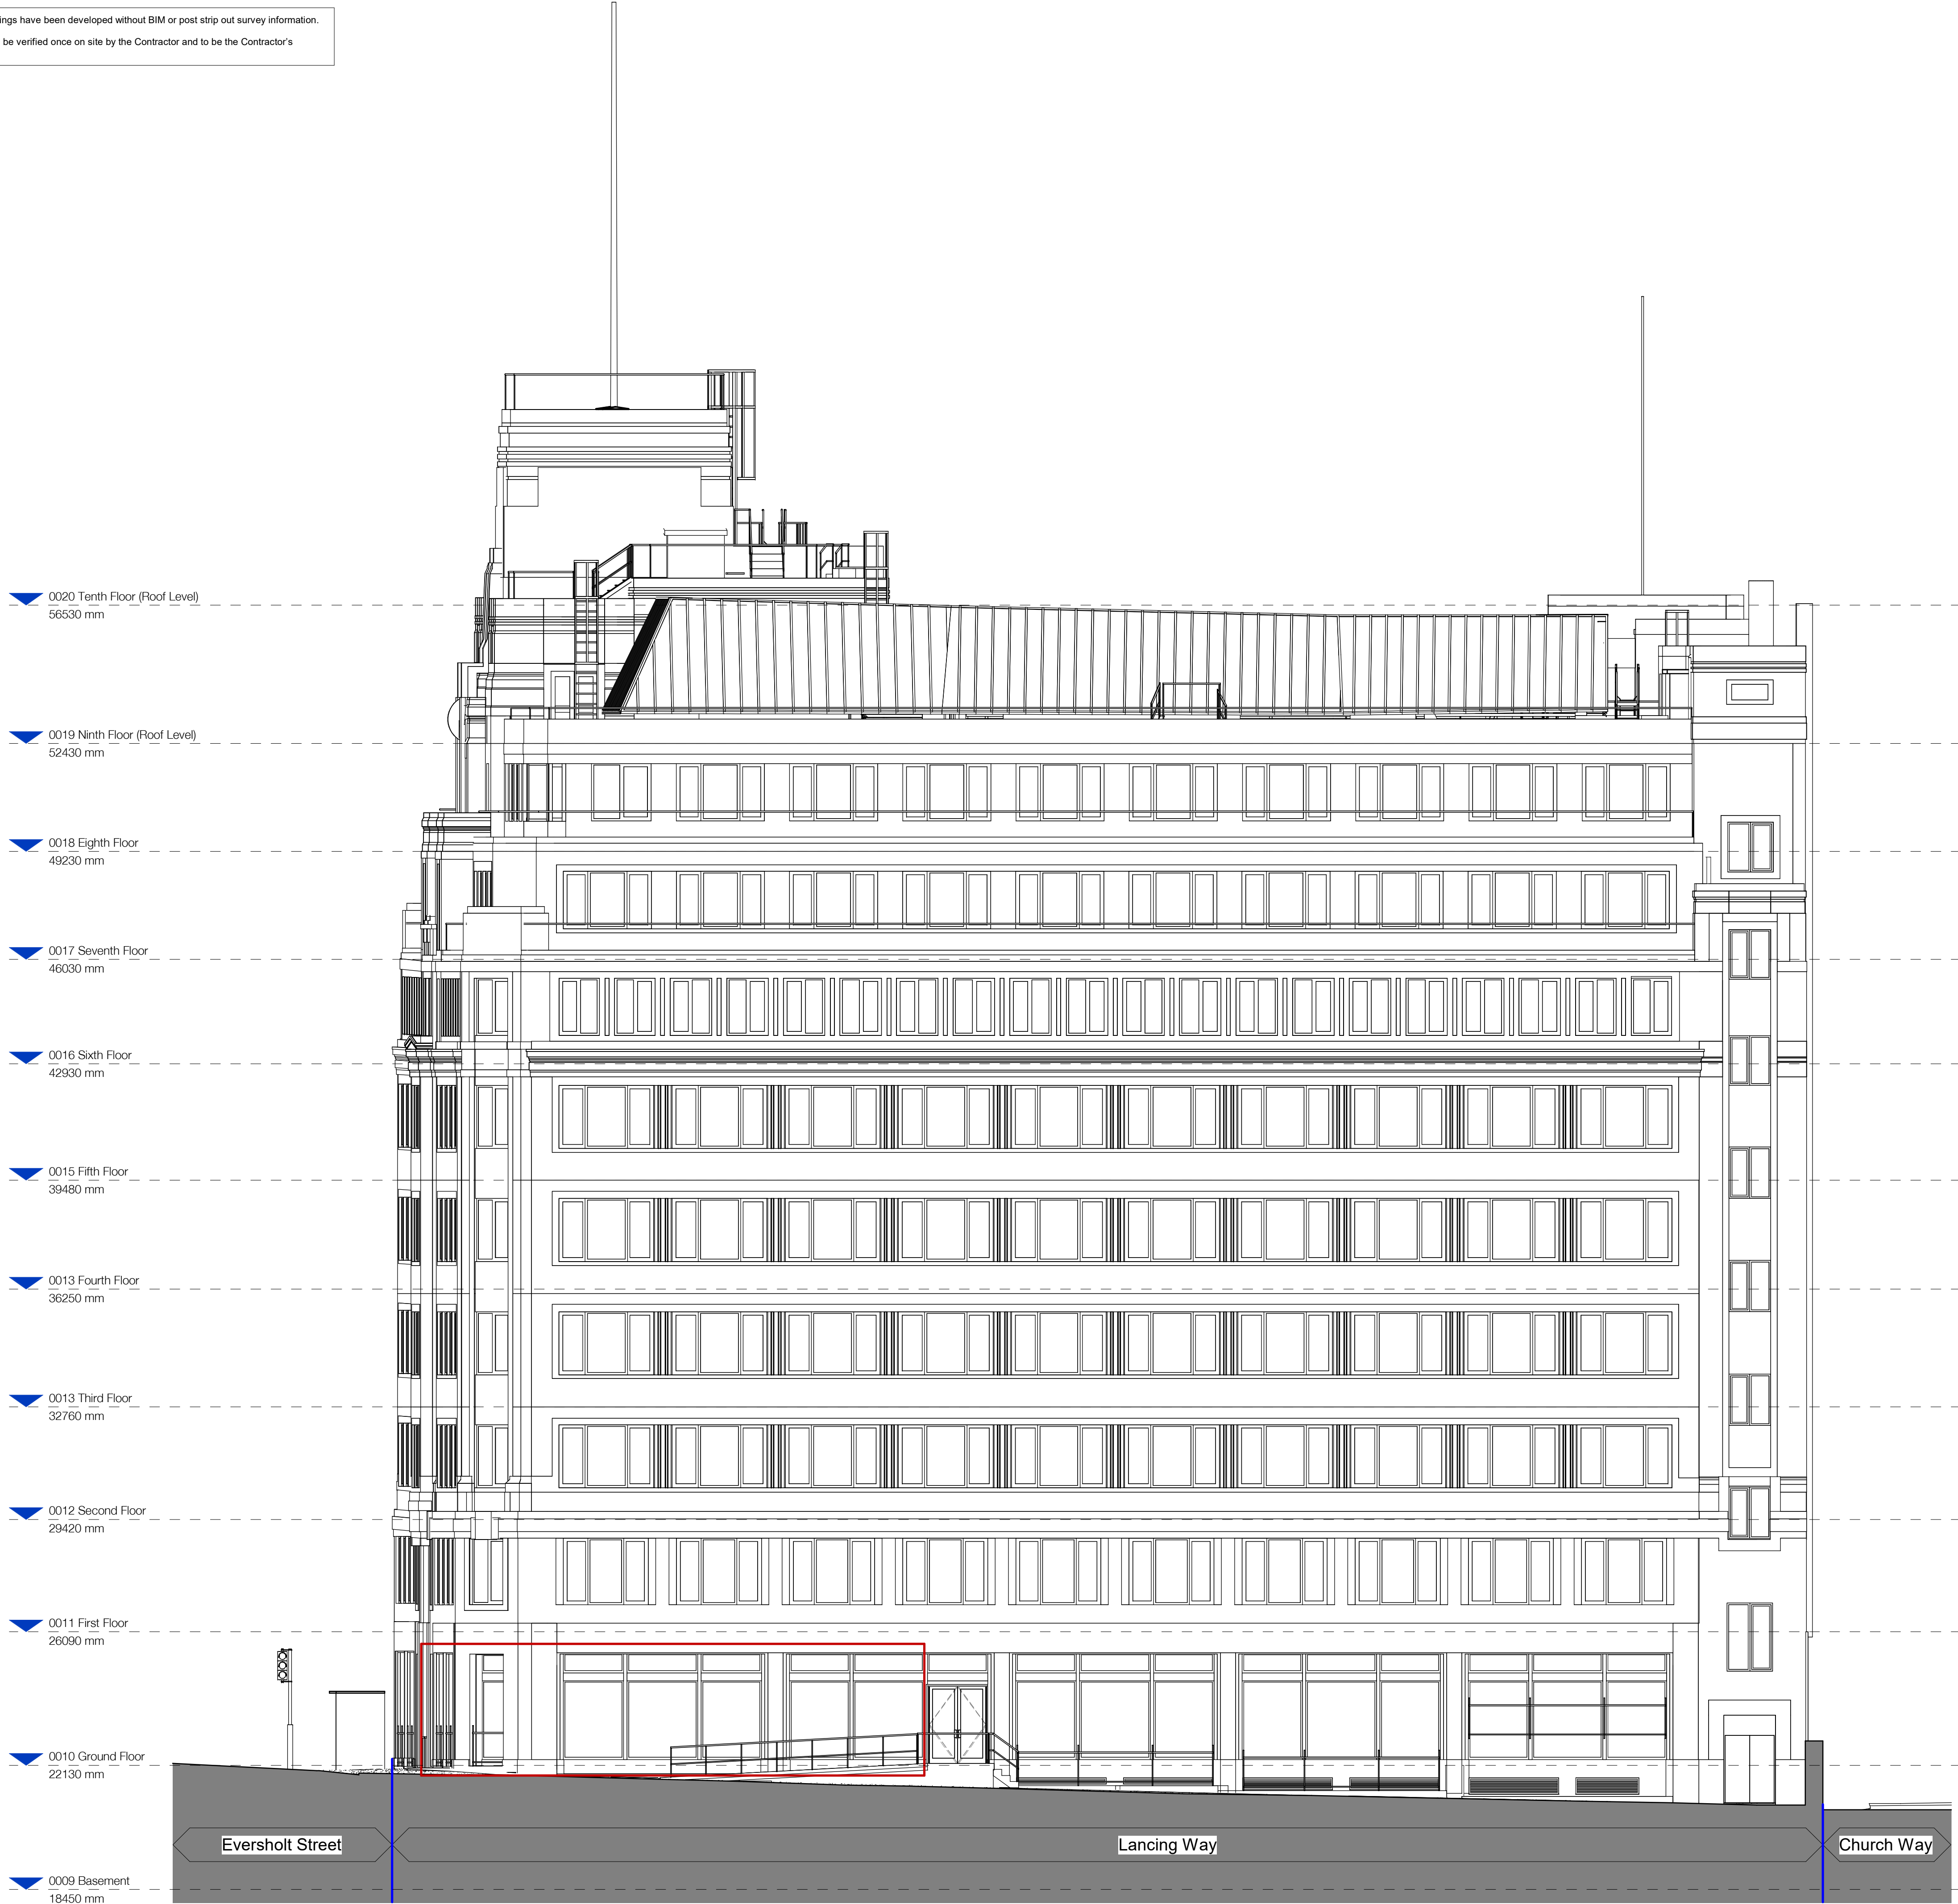 ings have been developed without BIM or post strip out survey information.
be verified once on site by the Contractor and to be the Contractor's
0020 Tenth Floor (Roof Level)
56530 mm
0019 Ninth Floor (Roof Level)
52430 mm
0018 Eighth Floor
49230 mm
0017 Seventh Floor
46030 mm
0016 Sixth Floor
42930 mm
0015 Fifth Floor
39480 mm
0013 Fourth Floor
36250 mm
0013 Third Floor
32760 mm
0012 Second Floor
29420 mm
0011 First Floor
26090 mm
0010 Ground Floor
22130 mm
Eversholt Street
Lancing Way
Church Way
0009 Basement
18450 mm